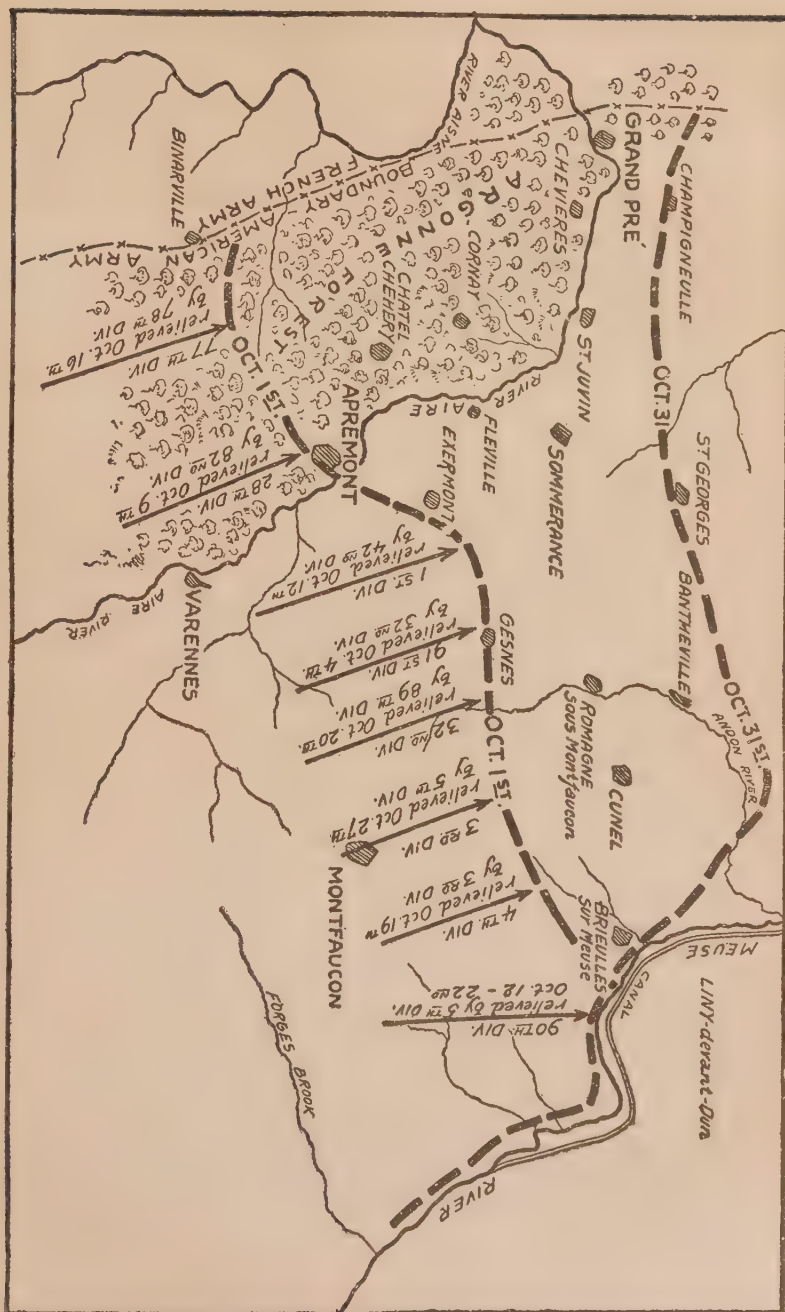 GRAND PRÉ
CHAMPIGNEULLE
OCT. 31
ST GEORGES
BANTHEVILLE
OCT. 31ST.
ANDON RIVER
RIVER AISNE
CHEVIERES
ST JUVIN
SOMMERANCE
ROMAGNE
Sous Montfaucon
CUNEL
BRIEULLES
SUR MEUSE
MEUSE
CANAL
LINY-devant-Dun
ARGONNE
FOREST
CORNAY
CHATEL
CHEHERY
FLEVILLE
EXERMONT
RIVER
AIRE
FRENCH ARMY
BOUNDARY
AMERICAN
ARMY
BINARVILLE
OCT. 1ST.
APREMONT
GESNES
OCT. 1ST.
77TH DIV.
relieved Oct. 16TH.
by 78TH DIV.
28TH DIV.
relieved Oct. 9TH
by 82ND DIV.
1ST. DIV.
relieved Oct. 12TH
by 42ND DIV.
91ST DIV.
relieved Oct. 4TH.
by 32ND DIV.
32ND DIV.
relieved Oct. 20TH.
by 89TH DIV.
3RD DIV.
relieved Oct. 27TH
by 5TH DIV.
4TH DIV.
relieved Oct. 19TH
by 3RD DIV.
90TH DIV.
relieved by 5TH DIV.
Oct. 12 - 22ND
VARENNES
AIRE
RIVER
MONTFAUCON
FORGES BROOK
RIVER